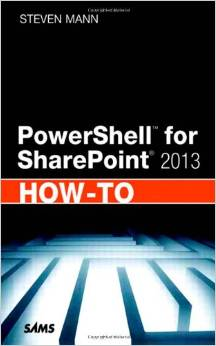 STEVEN MANN
PowerShell™ for
SharePoint® 2013
HOW-TO
SAMS